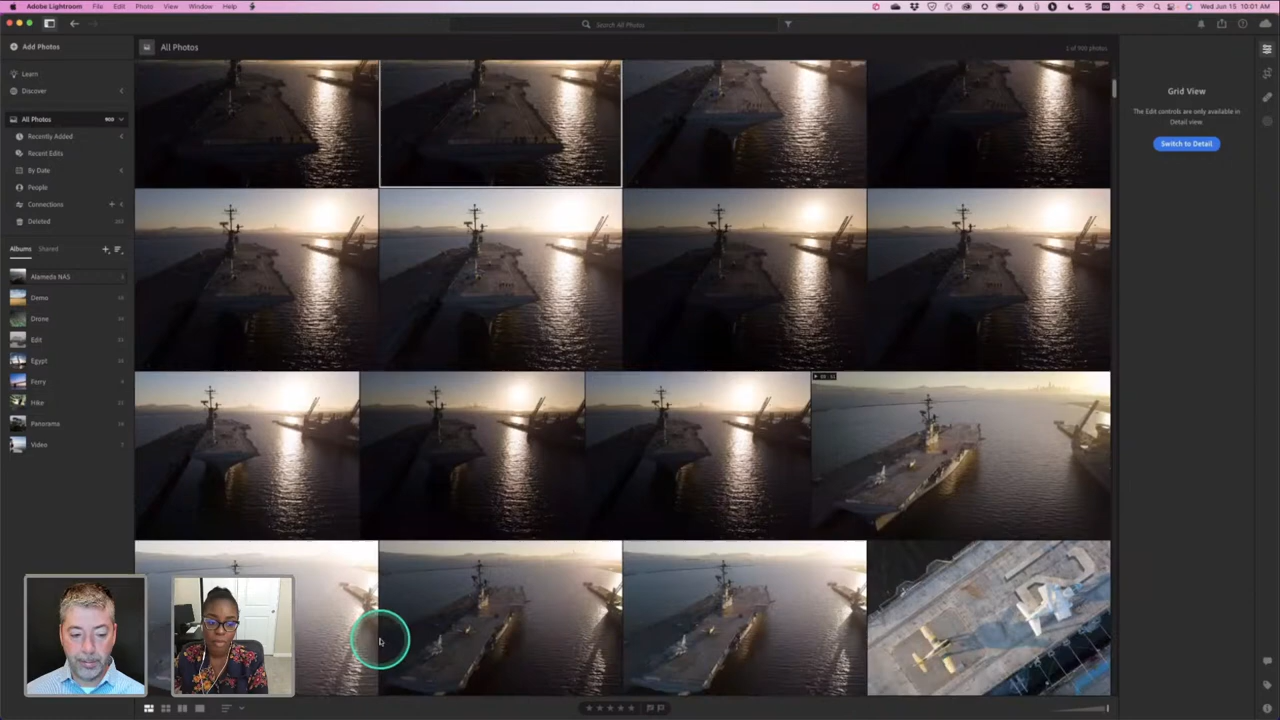 Adobe Lightroom File Edit Photo View Window Help
Wed Jun 15 10:01 AM
Search All Photos
Add Photos
All Photos
Learn
Discover
All Photos
Recently Added
Recent Edits
By Date
People
Connections
Deleted
Albums Shared
Alameda NAS
Demo
Drone
Edit
Egypt
Ferry
Hike
Panorama
Video
Grid View
The Edit controls are only available in
Detail view.
Switch to Detail